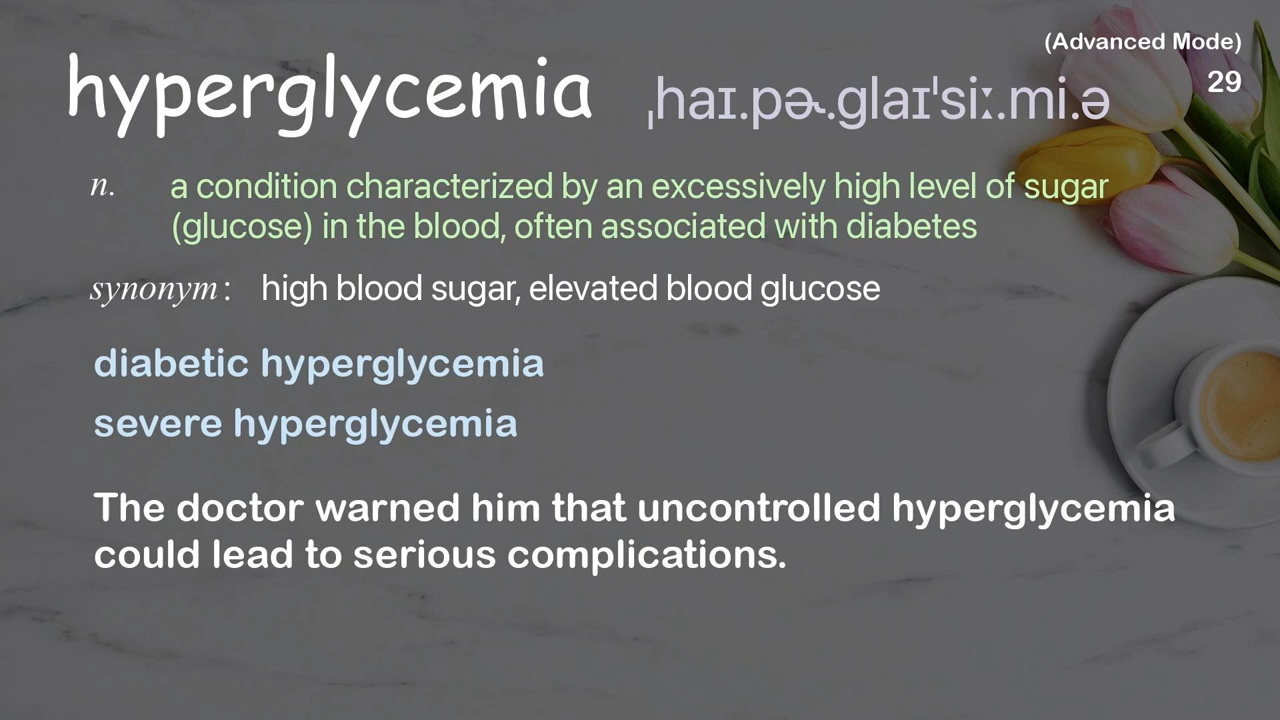 (Advanced Mode)
hyperglycemia ˌhaɪ.pɚ.ɡlaɪˈsiː.mi.ə
29
n. a condition characterized by an excessively high level of sugar
(glucose) in the blood, often associated with diabetes
synonym: high blood sugar, elevated blood glucose
diabetic hyperglycemia
severe hyperglycemia
The doctor warned him that uncontrolled hyperglycemia
could lead to serious complications.